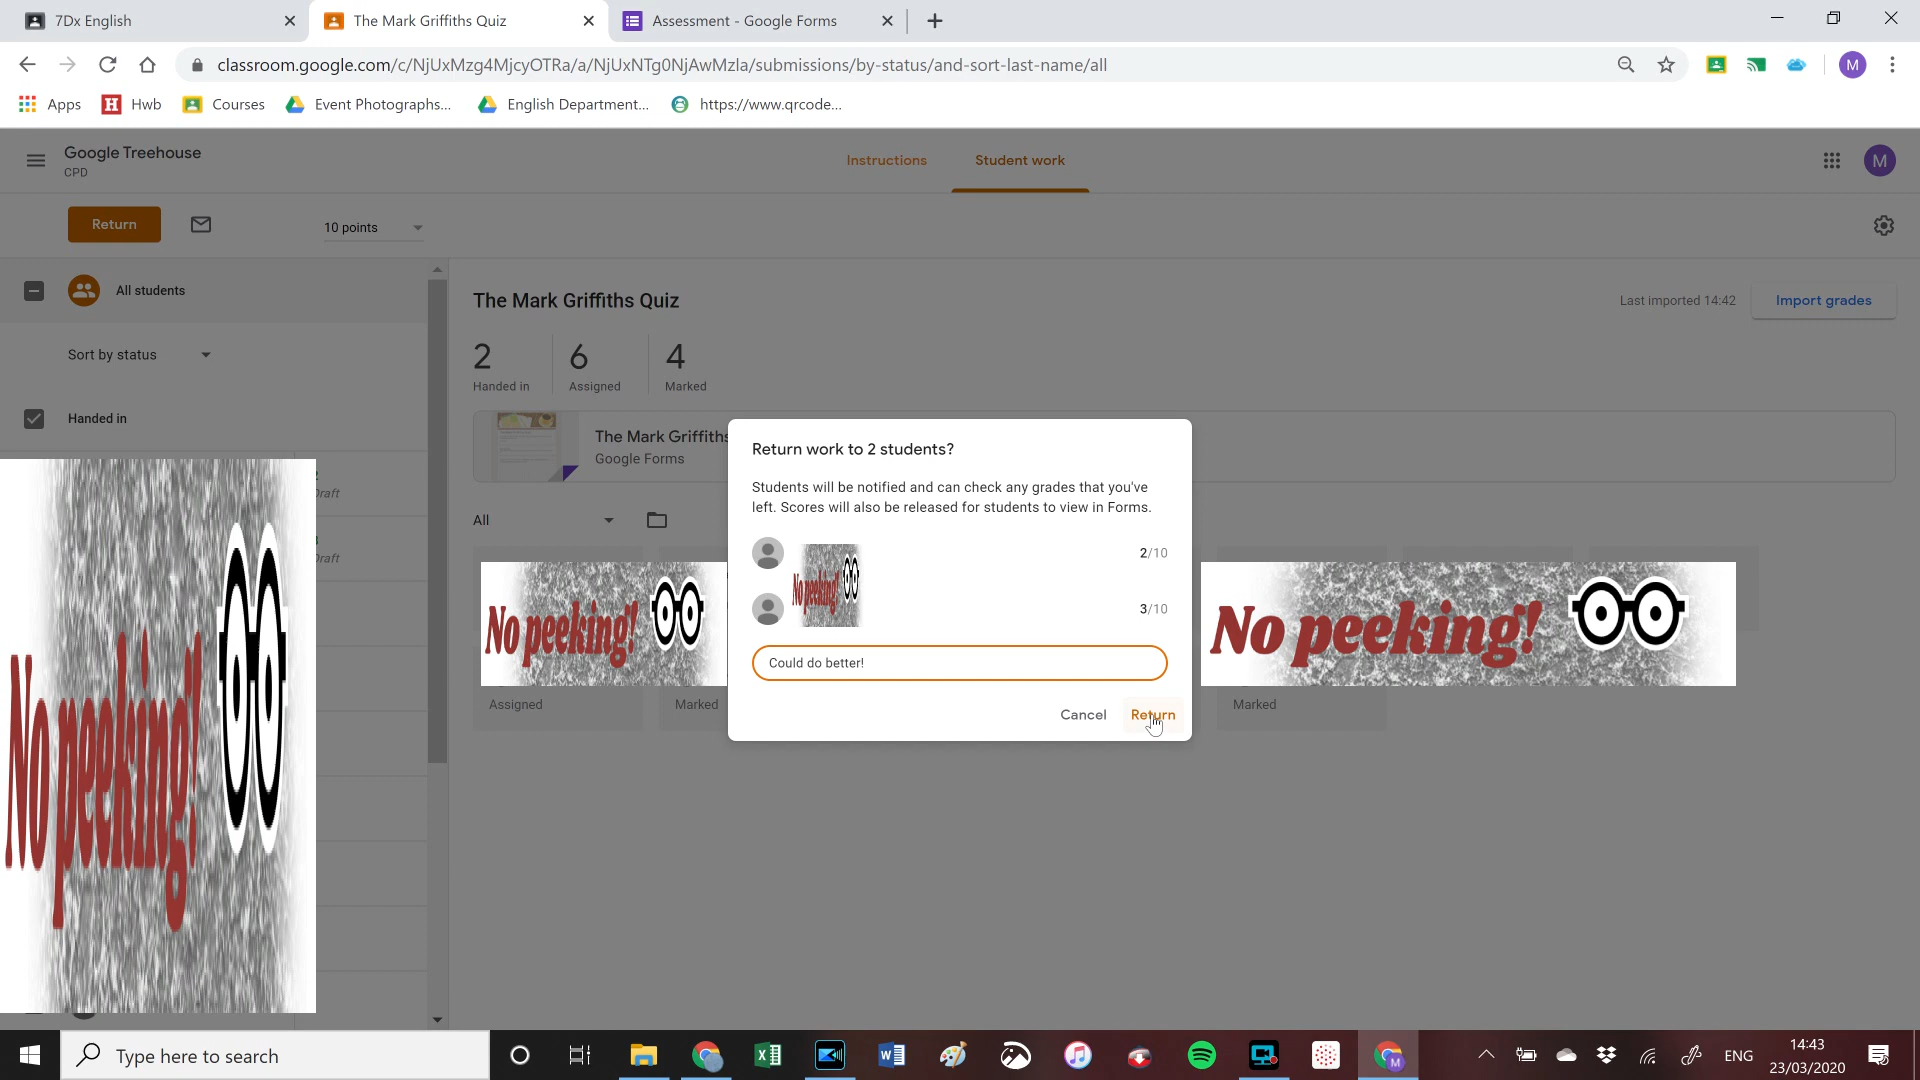 7Dx English
The Mark Griffiths Quiz
Assessment - Google Forms
classroom.google.com/c/NjUxMzg4MjcyOTRa/a/NjUxNTg0NjAwMzla/submissions/by-status/and-sort-last-name/all
M
Apps
Hwb
Courses
Event Photographs...
English Department...
https://www.qrcode...
Google Treehouse
CPD
Instructions
Student work
M
Return
10 points
All students
The Mark Griffiths Quiz
Last imported 14:42
Import grades
Sort by status
2
6
4
Handed in
Assigned
Marked
Handed in
The Mark Griffiths
Google Forms
Return work to 2 students?
Students will be notified and can check any grades that you've
left. Scores will also be released for students to view in Forms.
Draft
Draft
All
2/10
3/10
No peeking!
No peeking!
No peeking!
No peeking!
Could do better!
Assigned
Marked
Marked
Cancel
Return
Type here to search
ENG
14:43
23/03/2020